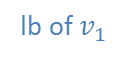 lb of 𝑣₁